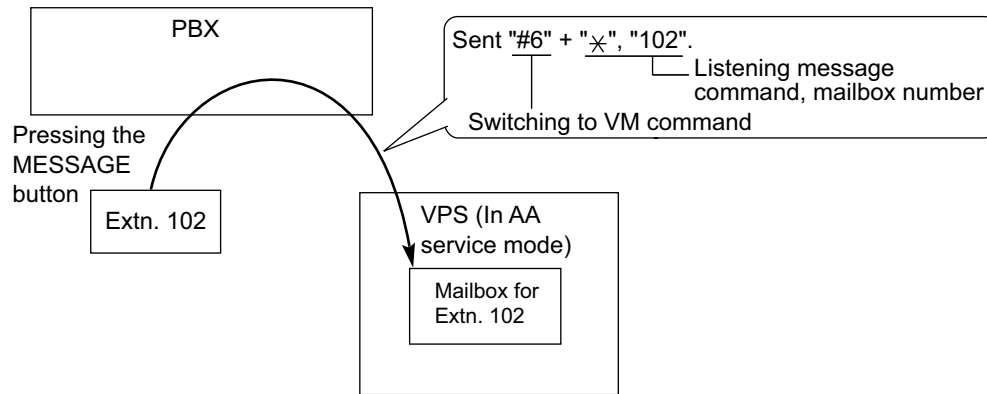 PBX
Sent "#6" + "⚹", "102".
Listening message
command, mailbox number
Switching to VM command
Pressing the
MESSAGE
button
Extn. 102
VPS (In AA
service mode)
Mailbox for
Extn. 102